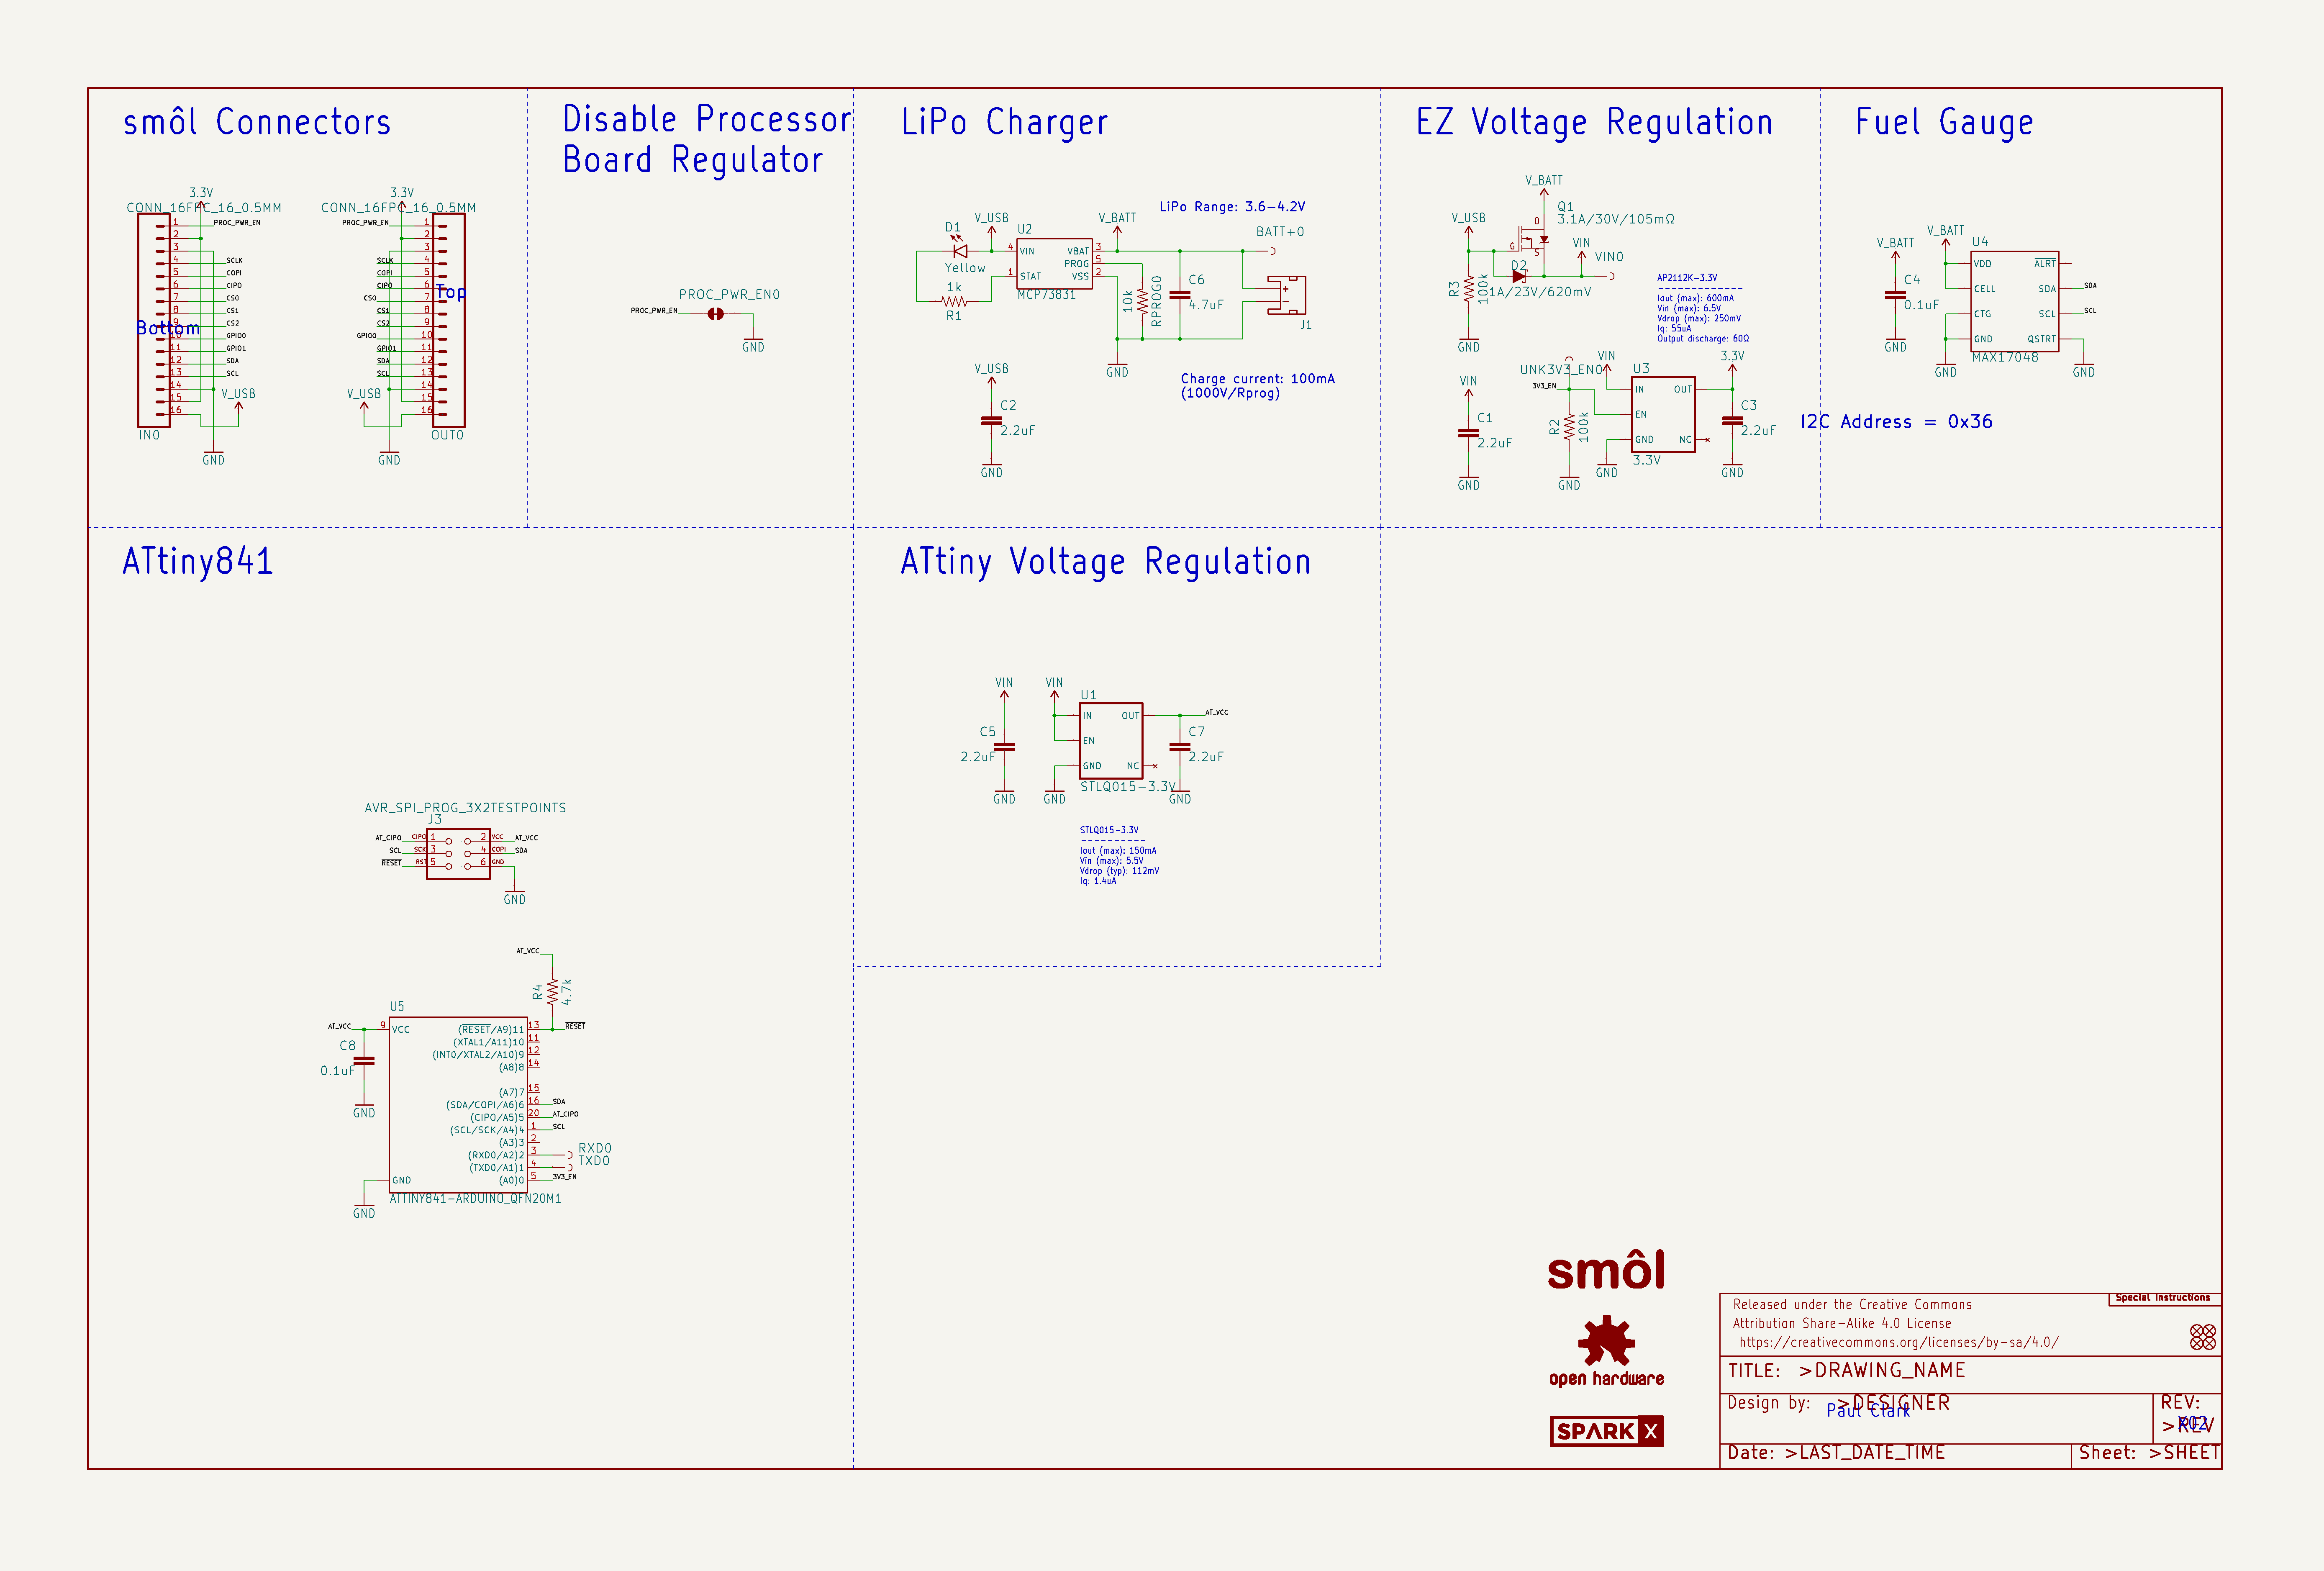 smôl Connectors
3.3V
CONN_16FPC_16_0.5MM
1
2
3
4
5
6
7
8
9
10
11
12
13
14
15
16
PROC_PWR_EN
SCLK
COPI
CIPO
CS0
CS1
CS2
GPIO0
GPIO1
SDA
SCL
Bottom
V_USB
IN0
GND
3.3V
CONN_16FPC_16_0.5MM
PROC_PWR_EN
SCLK
COPI
CIPO
CS0
CS1
CS2
GPIO0
GPIO1
SDA
SCL
1
2
3
4
5
6
7
8
9
10
11
12
13
14
15
16
Top
V_USB
OUT0
GND
Disable Processor
Board Regulator
PROC_PWR_EN0
PROC_PWR_EN
GND
LiPo Charger
LiPo Range: 3.6-4.2V
V_USB
V_BATT
BATT+0
D1
Yellow
1k
R1
U2
4 VIN
1 STAT
VBAT 3
PROG 5
VSS 2
MCP73831
10k
RPROG0
C6
4.7uF
+
-
J1
GND
V_USB
C2
2.2uF
GND
Charge current: 100mA
(1000V/Rprog)
EZ Voltage Regulation
V_BATT
Q1
3.1A/30V/105mΩ
V_USB
D
G
S
VIN
VIN0
D2
1A/23V/620mV
R3
100k
GND
AP2112K-3.3V
-------------
Iout (max): 600mA
Vin (max): 6.5V
Vdrop (max): 250mV
Iq: 55uA
Output discharge: 60Ω
VIN
C1
2.2uF
GND
UNK3V3_EN0
3V3_EN
R2
100k
GND
VIN
U3
IN
EN
GND
OUT
NC
3.3V
GND
3.3V
C3
2.2uF
GND
Fuel Gauge
V_BATT
C4
0.1uF
GND
V_BATT
U4
VDD
CELL
CTG
GND
ALRT
SDA
SCL
QSTRT
MAX17048
SDA
SCL
GND
GND
I2C Address = 0x36
ATtiny841
AVR_SPI_PROG_3X2TESTPOINTS
J3
AT_CIPO CIPO 1
2 VCC AT_VCC
SCL SCK 3
4 COPI SDA
RESET RST 5
6 GND
GND
AT_VCC
R4
4.7k
U5
AT_VCC
9 VCC
C8
0.1uF
GND
(RESET/A9)11 13 RESET
(XTAL1/A11)10 11
(INT0/XTAL2/A10)9 12
(A8)8 14
(A7)7 15
(SDA/COPI/A6)6 16 SDA
(CIPO/A5)5 20 AT_CIPO
(SCL/SCK/A4)4 1 SCL
(A3)3 2
(RXD0/A2)2 3 RXD0
(TXD0/A1)1 4 TXD0
(A0)0 5 3V3_EN
GND
ATTINY841-ARDUINO_QFN20M1
GND
ATtiny Voltage Regulation
VIN
C5
2.2uF
GND
VIN
U1
IN
EN
GND
OUT
NC
STLQ015-3.3V
GND
AT_VCC
C7
2.2uF
GND
STLQ015-3.3V
----------
Iout (max): 150mA
Vin (max): 5.5V
Vdrop (typ): 112mV
Iq: 1.4uA
smôl
open hardware
SPARK X
Special Instructions
Released under the Creative Commons
Attribution Share-Alike 4.0 License
https://creativecommons.org/licenses/by-sa/4.0/
TITLE: >DRAWING_NAME
Design by: >DESIGNER
Paul Clark
REV:
>REV
X02
Date: >LAST_DATE_TIME
Sheet: >SHEET